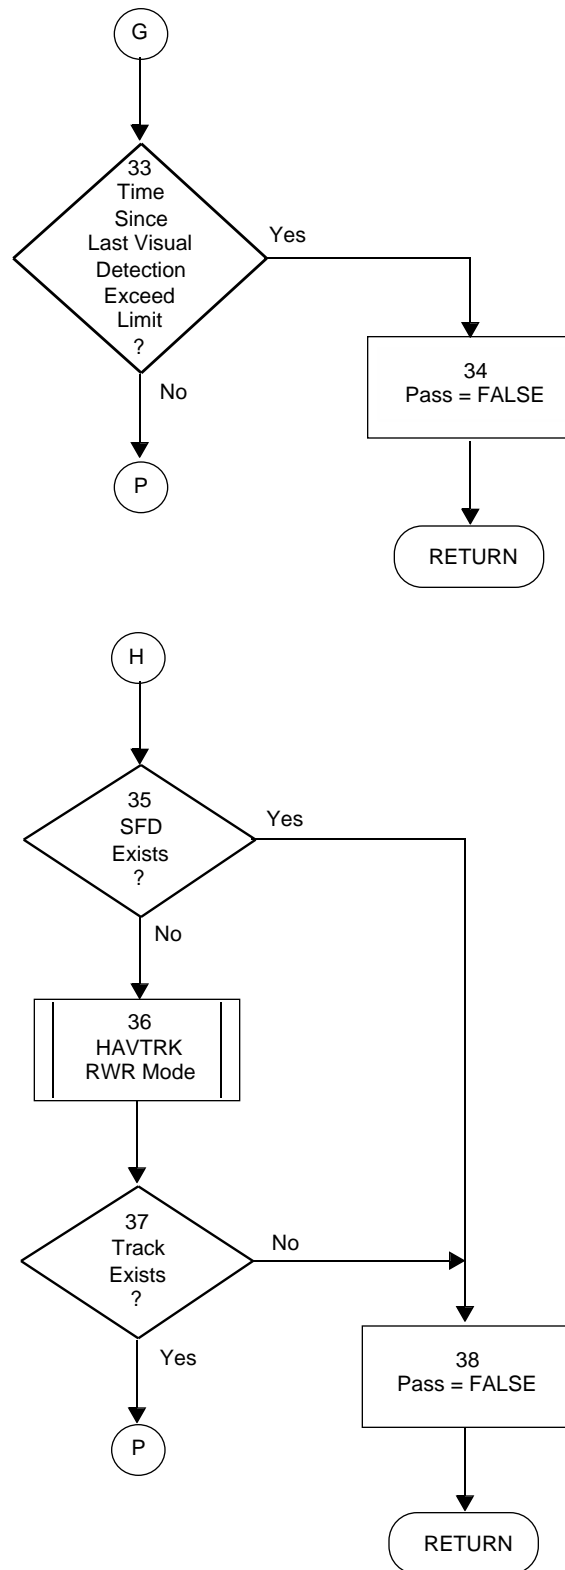 G
33
Time
Since
Last Visual
Detection
Exceed
Limit
?
Yes
No
34
Pass = FALSE
P
RETURN
H
35
SFD
Exists
?
Yes
No
36
HAVTRK
RWR Mode
37
Track
Exists
?
No
Yes
38
Pass = FALSE
P
RETURN